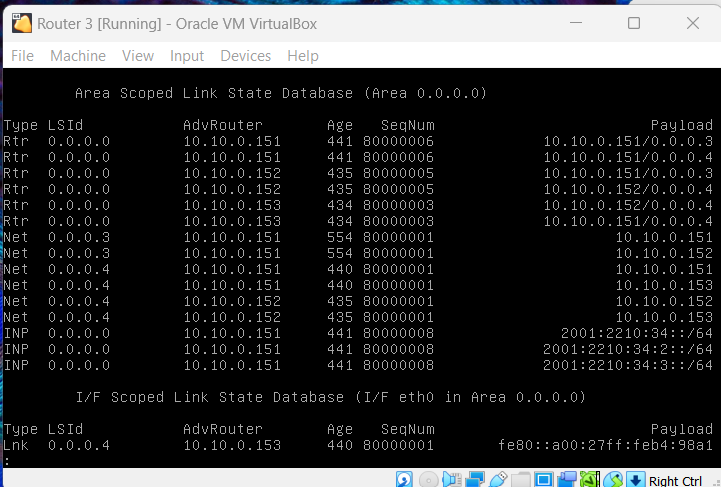 Router 3 [Running] - Oracle VM VirtualBox
File Machine View Input Devices Help
Area Scoped Link State Database (Area 0.0.0.0)
Type LSId AdvRouter Age SeqNum Payload
Rtr 0.0.0.0 10.10.0.151 441 80000006 10.10.0.151/0.0.0.3
Rtr 0.0.0.0 10.10.0.151 441 80000006 10.10.0.151/0.0.0.4
Rtr 0.0.0.0 10.10.0.152 435 80000005 10.10.0.151/0.0.0.3
Rtr 0.0.0.0 10.10.0.152 435 80000005 10.10.0.152/0.0.0.4
Rtr 0.0.0.0 10.10.0.153 434 80000003 10.10.0.152/0.0.0.4
Rtr 0.0.0.0 10.10.0.153 434 80000003 10.10.0.151/0.0.0.4
Net 0.0.0.3 10.10.0.151 554 80000001 10.10.0.151
Net 0.0.0.3 10.10.0.151 554 80000001 10.10.0.152
Net 0.0.0.4 10.10.0.151 440 80000001 10.10.0.151
Net 0.0.0.4 10.10.0.151 440 80000001 10.10.0.153
Net 0.0.0.4 10.10.0.152 435 80000001 10.10.0.152
Net 0.0.0.4 10.10.0.152 435 80000001 10.10.0.153
INP 0.0.0.0 10.10.0.151 441 80000008 2001:2210:34::/64
INP 0.0.0.0 10.10.0.151 441 80000008 2001:2210:34:2::/64
INP 0.0.0.0 10.10.0.151 441 80000008 2001:2210:34:3::/64
I/F Scoped Link State Database (I/F eth0 in Area 0.0.0.0)
Type LSId AdvRouter Age SeqNum Payload
Lnk 0.0.0.4 10.10.0.153 440 80000001 fe80::a00:27ff:feb4:98a1
:
Right Ctrl